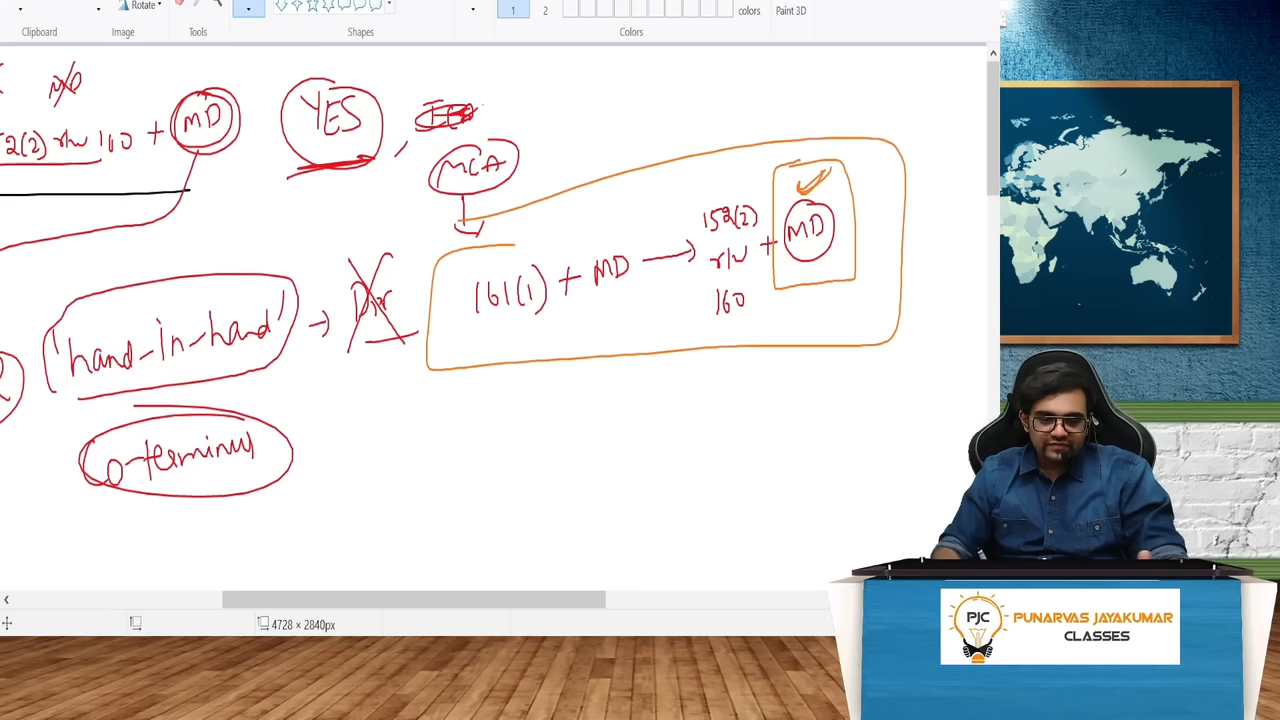 Rotate
Clipboard
Image
Tools
Shapes
1
2
Colors
colors
Paint 3D
MD
2(2) r/w 160 + MD
YES ,
MCA
161(1) + MD → 152(2) r/w 160 + MD
'hand-in-hand' → Dir
Co-terminus
4728 × 2840px
PJC
PUNARVAS JAYAKUMAR
CLASSES